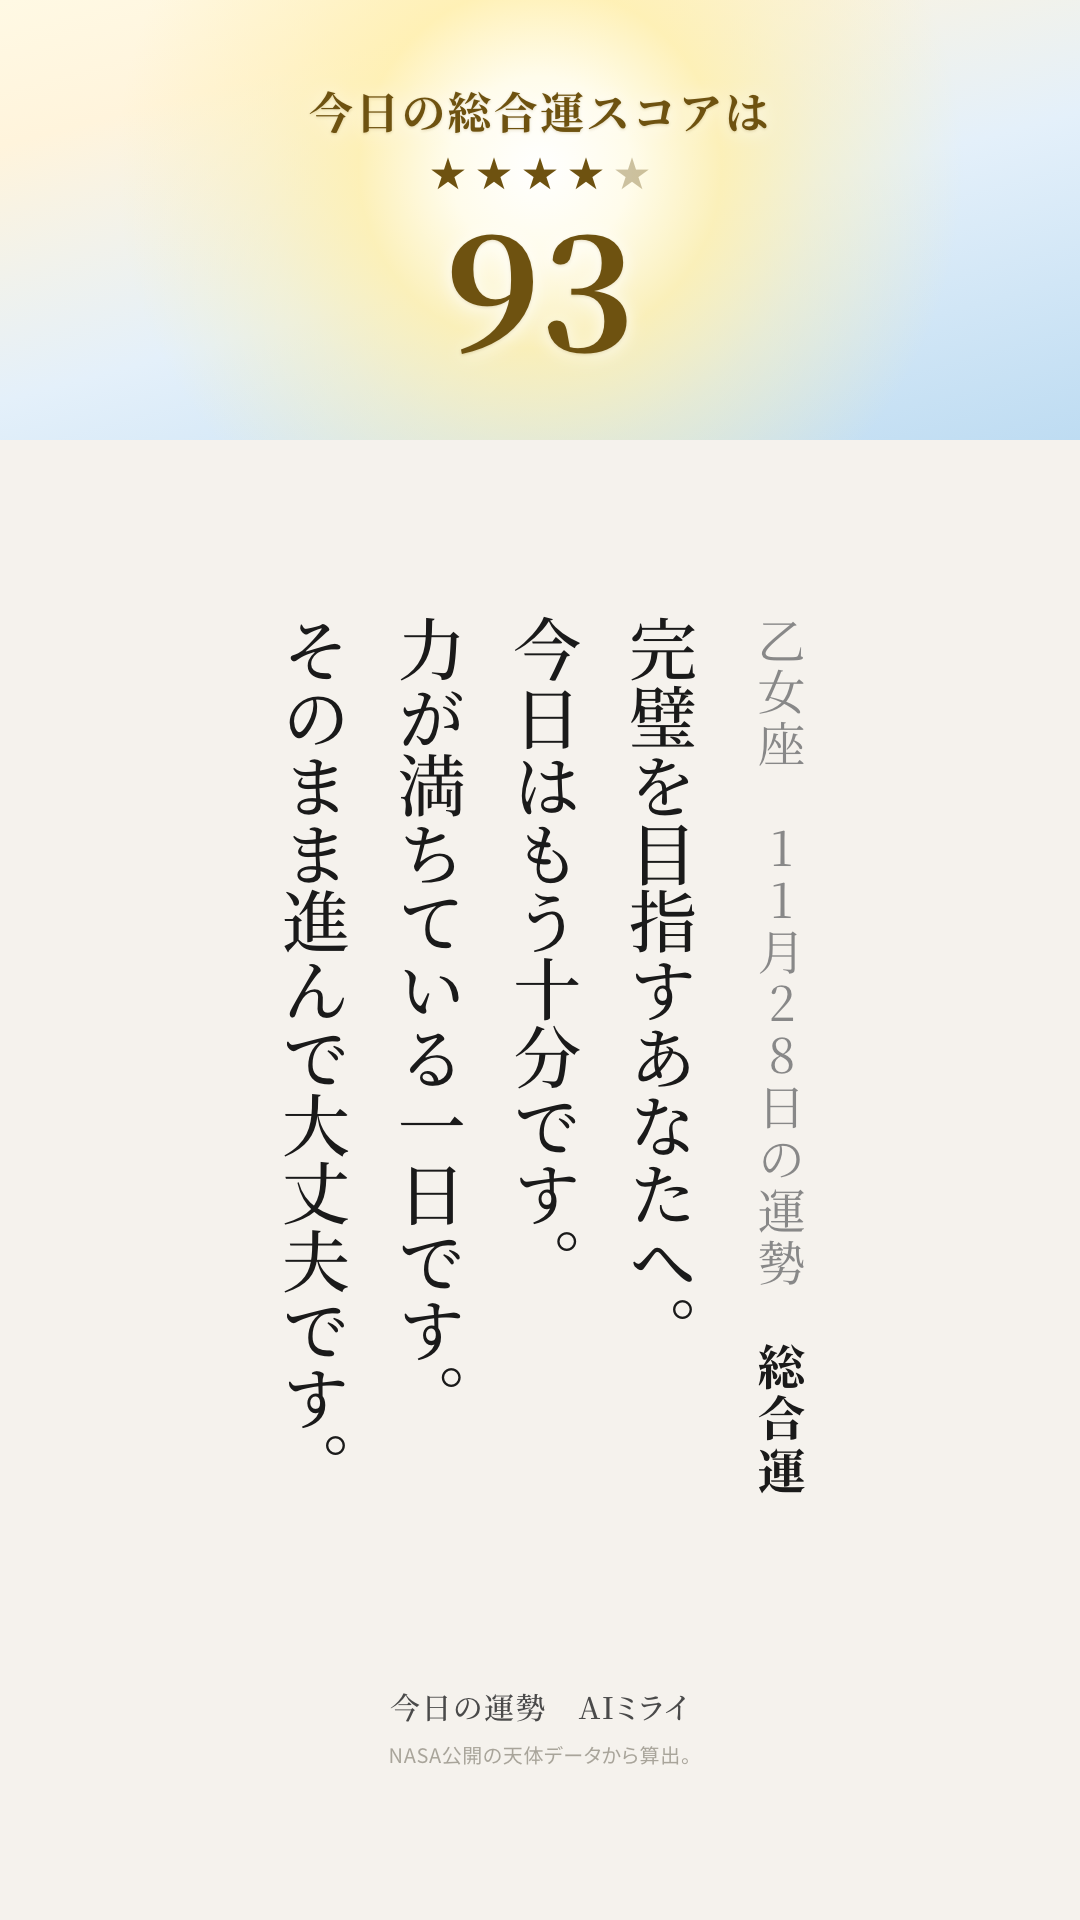 今日の総合運スコアは
★★★★★
93
乙女座　11月28日の運勢　総合運
完璧を目指すあなたへ。
今日はもう十分です。
力が満ちている一日です。
そのまま進んで大丈夫です。
今日の運勢　AIミライ
NASA公開の天体データから算出。